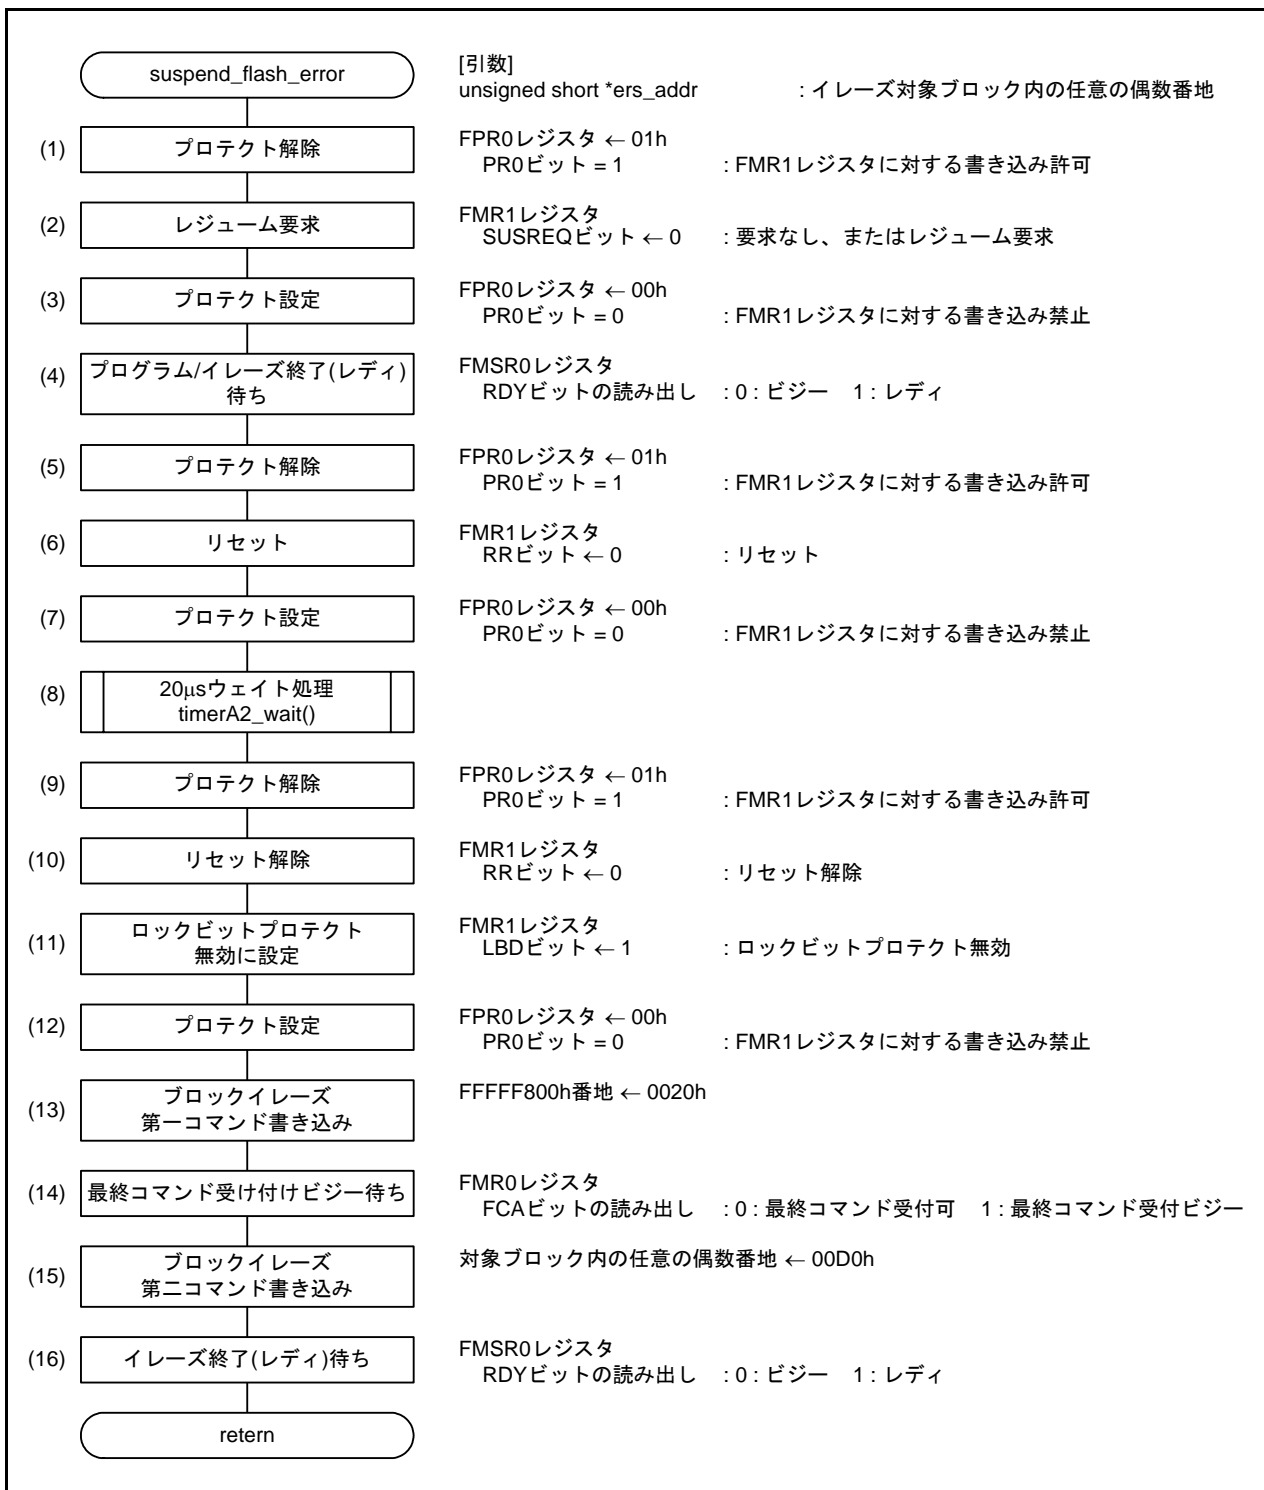 suspend_flash_error
[引数]
unsigned short *ers_addr : イレーズ対象ブロック内の任意の偶数番地
(1) プロテクト解除
FPR0レジスタ ← 01h
PR0ビット = 1 : FMR1レジスタに対する書き込み許可
(2) レジューム要求
FMR1レジスタ
SUSREQビット ← 0 : 要求なし、またはレジューム要求
(3) プロテクト設定
FPR0レジスタ ← 00h
PR0ビット = 0 : FMR1レジスタに対する書き込み禁止
(4) プログラム/イレーズ終了(レディ)
待ち
FMSR0レジスタ
RDYビットの読み出し : 0 : ビジー 1 : レディ
(5) プロテクト解除
FPR0レジスタ ← 01h
PR0ビット = 1 : FMR1レジスタに対する書き込み許可
(6) リセット
FMR1レジスタ
RRビット ← 0 : リセット
(7) プロテクト設定
FPR0レジスタ ← 00h
PR0ビット = 0 : FMR1レジスタに対する書き込み禁止
(8) 20μsウェイト処理
timerA2_wait()
(9) プロテクト解除
FPR0レジスタ ← 01h
PR0ビット = 1 : FMR1レジスタに対する書き込み許可
(10) リセット解除
FMR1レジスタ
RRビット ← 0 : リセット解除
(11) ロックビットプロテクト
無効に設定
FMR1レジスタ
LBDビット ← 1 : ロックビットプロテクト無効
(12) プロテクト設定
FPR0レジスタ ← 00h
PR0ビット = 0 : FMR1レジスタに対する書き込み禁止
(13) ブロックイレーズ
第一コマンド書き込み
FFFFF800h番地 ← 0020h
(14) 最終コマンド受け付けビジー待ち
FMR0レジスタ
FCAビットの読み出し : 0 : 最終コマンド受付可 1 : 最終コマンド受付ビジー
(15) ブロックイレーズ
第二コマンド書き込み
対象ブロック内の任意の偶数番地 ← 00D0h
(16) イレーズ終了(レディ)待ち
FMSR0レジスタ
RDYビットの読み出し : 0 : ビジー 1 : レディ
retern